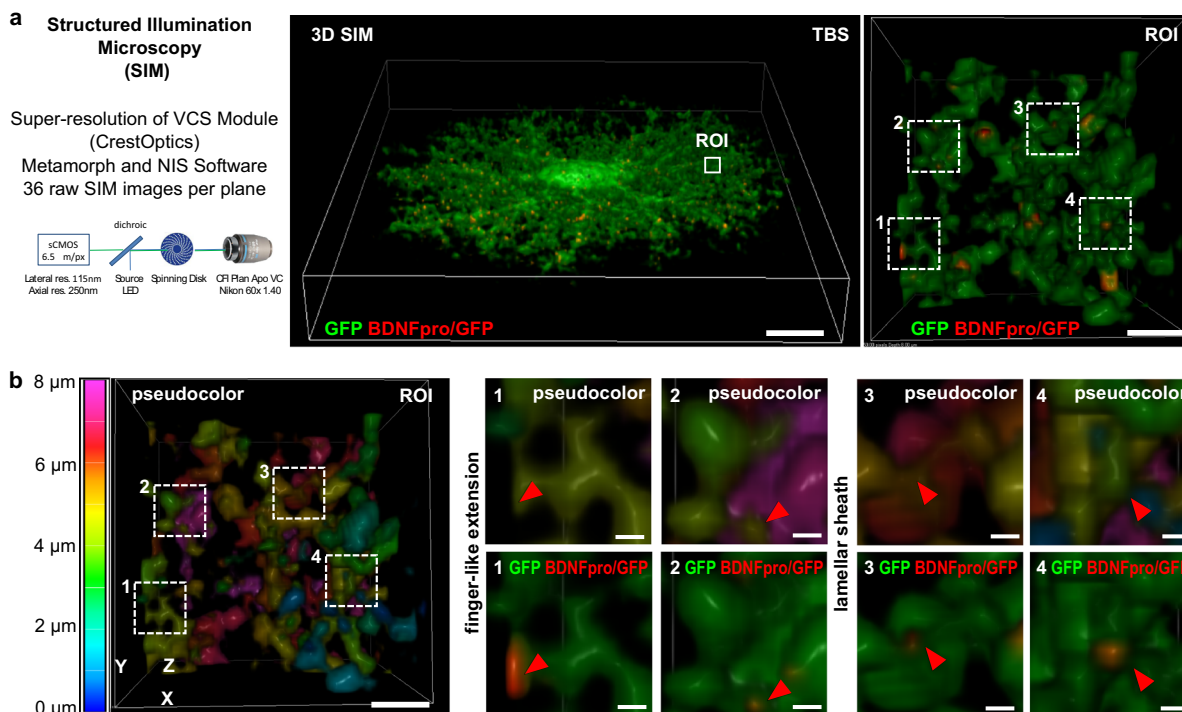 a
Structured Illumination
Microscopy
(SIM)
Super-resolution of VCS Module
(CrestOptics)
Metamorph and NIS Software
36 raw SIM images per plane
dichroic
sCMOS
6.5 m/px
Lateral res. 115nm
Axial res. 250nm
Source
LED
Spinning Disk
CFI Plan Apo VC
Nikon 60x 1.40
3D SIM
TBS
ROI
GFP BDNFpro/GFP
ROI
1
2
3
4
GFP BDNFpro/GFP
b
8 µm
6 µm
4 µm
2 µm
0 µm
pseudocolor
ROI
1
2
3
4
Y
Z
X
finger-like extension
1 pseudocolor
2 pseudocolor
1 GFP BDNFpro/GFP
2 GFP BDNFpro/GFP
lamellar sheath
3 pseudocolor
4 pseudocolor
3 GFP BDNFpro/GFP
4 GFP BDNFpro/GFP